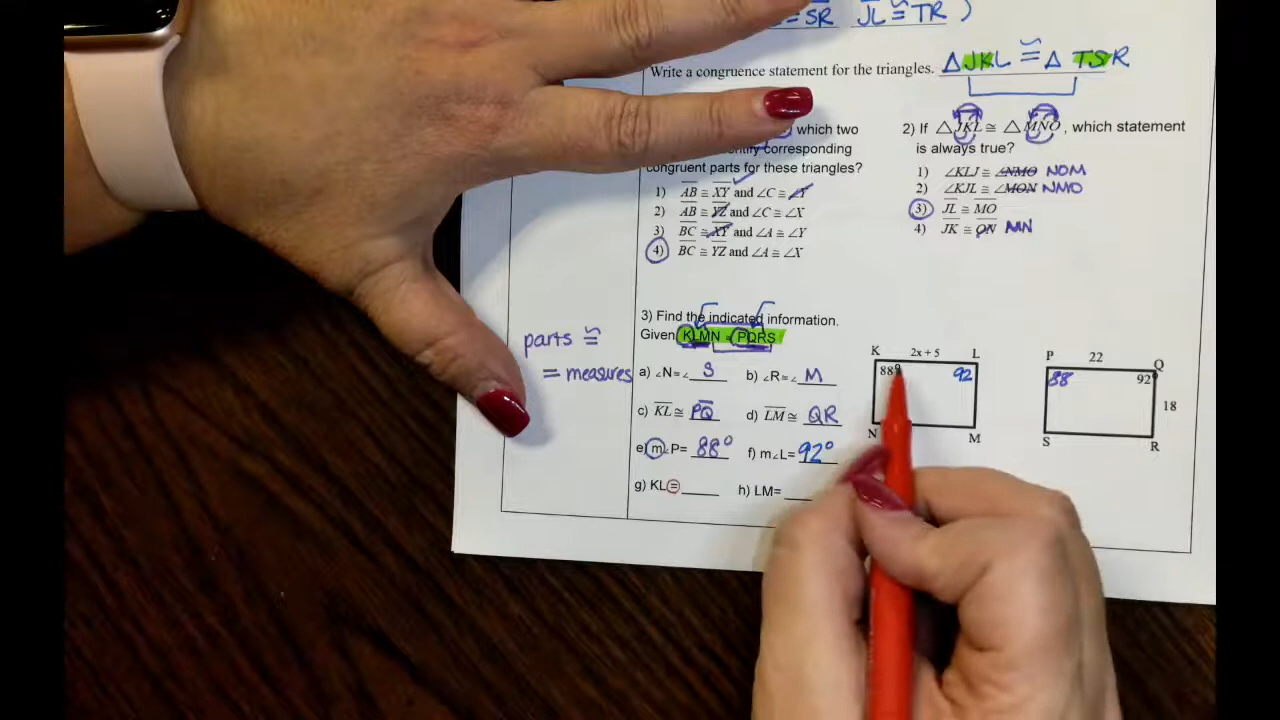 ≅ SR JL ≅ TR )
Write a congruence statement for the triangles. △JKL ≅ △TSR
which two
corresponding
congruent parts for these triangles?
1) AB ≅ XY and ∠C ≅ ∠Y
2) AB ≅ YZ and ∠C ≅ ∠X
3) BC ≅ XY and ∠A ≅ ∠Y
4) BC ≅ YZ and ∠A ≅ ∠X
2) If △JKL ≅ △MNO, which statement
is always true?
1) ∠KLJ ≅ ∠NMO NOM
2) ∠KJL ≅ ∠MON NMO
3) JL ≅ MO
4) JK ≅ ON MN
parts ≅
= measures
3) Find the indicated information.
Given KLMN ≅ PQRS
a) ∠N≅∠ S b) ∠R≅∠ M
c) KL ≅ PQ d) LM ≅ QR
e) m∠P= 88° f) m∠L= 92°
g) KL= h) LM=
K 2x + 5 L
88° 92
N M
P 22 Q
88 92°
18
S R